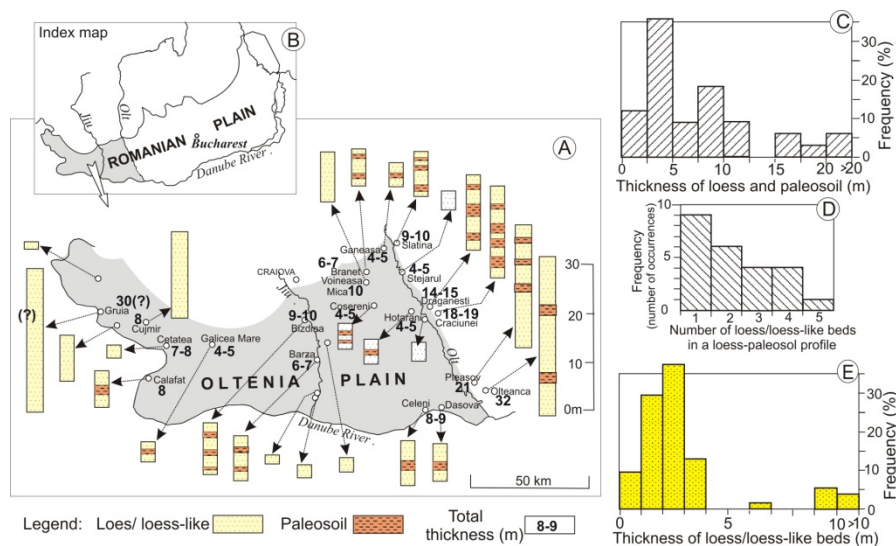 Index map
B
Jiu
Olt
ROMANIAN PLAIN
Bucharest
Danube River
A
Ganeasa
4-5
9-10
Slatina
6-7
Branet
Voineasa
Mica
10
4-5
Stejarul
CRAIOVA
Jiu
14-15
Draganesti
18-19
Craciunei
Cosereni
4-5
Hotarani
4-5
9-10
Bizdina
(?)
30(?)
Gruia
8
Cujmir
Cetatea
7-8
Galicea Mare
4-5
Barza
6-7
Calafat
8
OLTENIA PLAIN
Olt
Pleasov
21
Olteanca
32
Celeni
Dasova
8-9
Danube River
30
20
10
0m
50 km
Legend:
Loes/ loess-like
Paleosoil
Total
thickness (m)
8-9
C
30
20
10
0
Frequency (%)
0
5
10
15
20
>20
Thickness of loess and paleosoil (m)
D
10
5
0
Frequency
(number of occurrences)
1
2
3
4
5
Number of loess/loess-like beds
in a loess-paleosol profile
E
30
20
10
0
Frequency (%)
0
5
10
>10
Thickness of loess/loess-like beds (m)